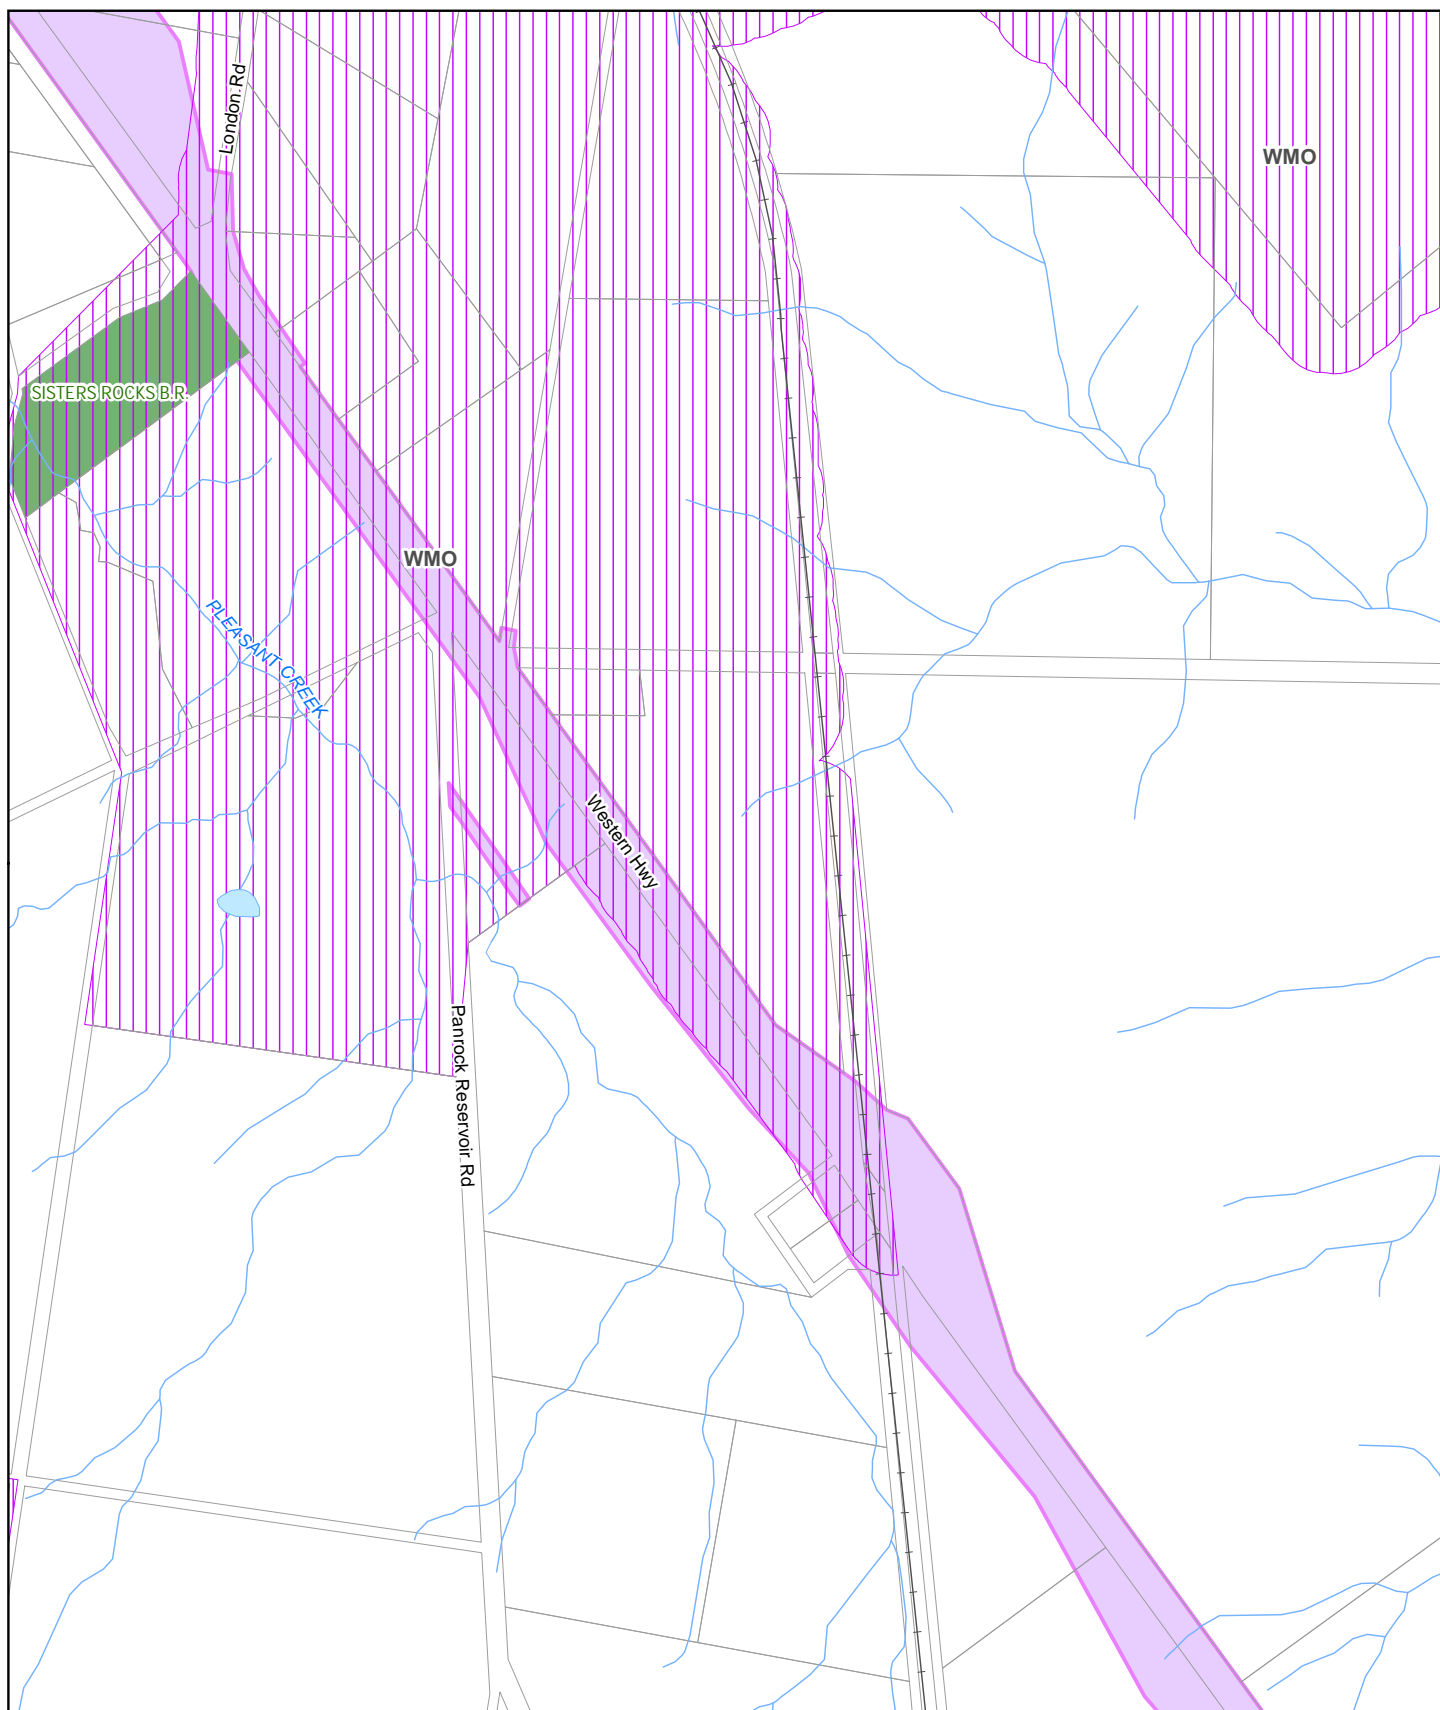 London Rd
WMO
SISTERS ROCKS B.R.
WMO
PLEASANT CREEK
Western Hwy
Panrock Reservoir Rd